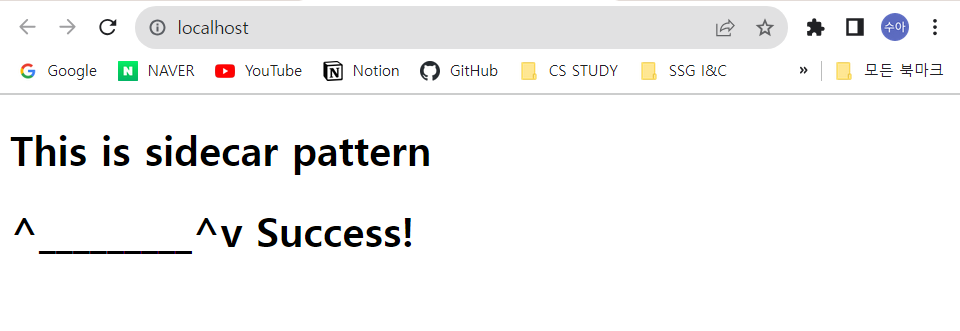 localhost
수아
Google NAVER YouTube Notion GitHub CS STUDY SSG I&C » 모든 북마크
This is sidecar pattern
^_________^v Success!